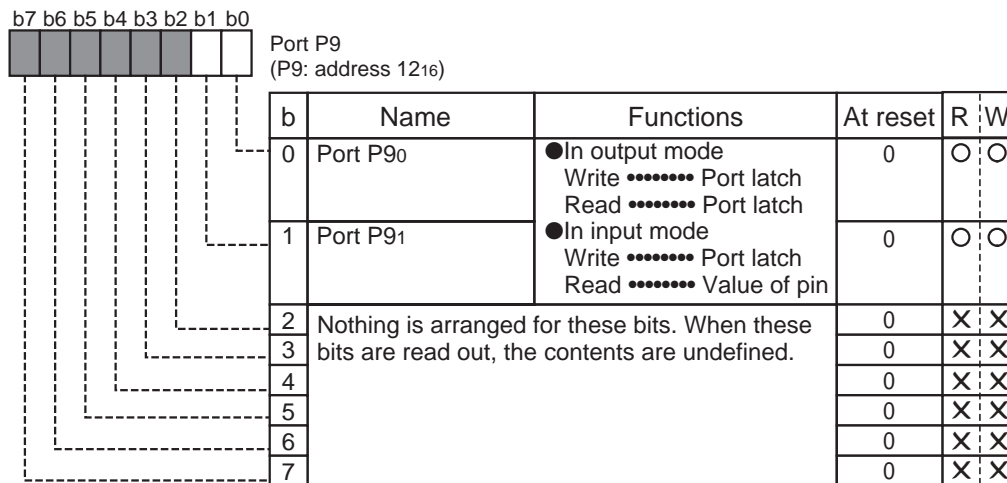 b7 b6 b5 b4 b3 b2 b1 b0
Port P9
(P9: address 1216)
b Name Functions At reset R W
0 Port P90 ●In output mode 0 O O
Write •••••••• Port latch
Read •••••••• Port latch
1 Port P91 ●In input mode 0 O O
Write •••••••• Port latch
Read •••••••• Value of pin
2 Nothing is arranged for these bits. When these 0 X X
3 bits are read out, the contents are undefined. 0 X X
4 0 X X
5 0 X X
6 0 X X
7 0 X X